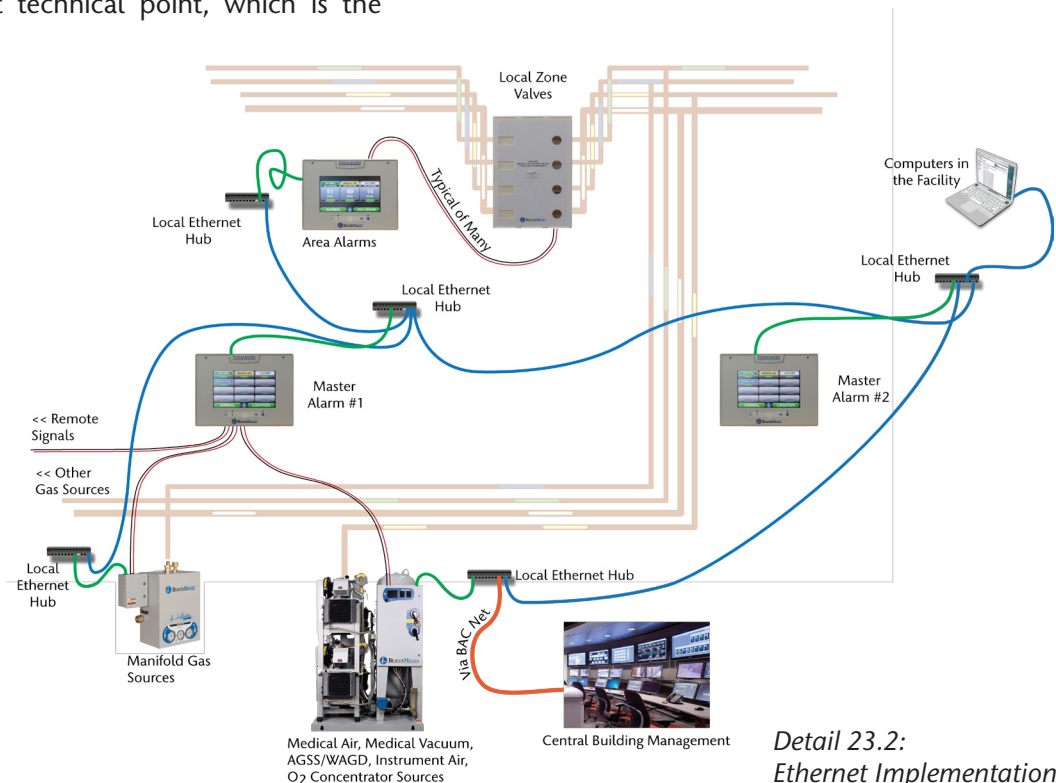 t technical point, which is the
Local Zone
Valves
Computers in
the Facility
Typical of Many
Local Ethernet
Hub
Area Alarms
Local Ethernet
Hub
Local Ethernet
Hub
Master
Alarm #1
Master
Alarm #2
<< Remote
Signals
<< Other
Gas Sources
Local
Ethernet
Hub
Local Ethernet Hub
Via BAC Net
Manifold Gas
Sources
BEACONMEDÆS
Medical Air, Medical Vacuum,
AGSS/WAGD, Instrument Air,
O2 Concentrator Sources
Central Building Management
Detail 23.2:
Ethernet Implementation